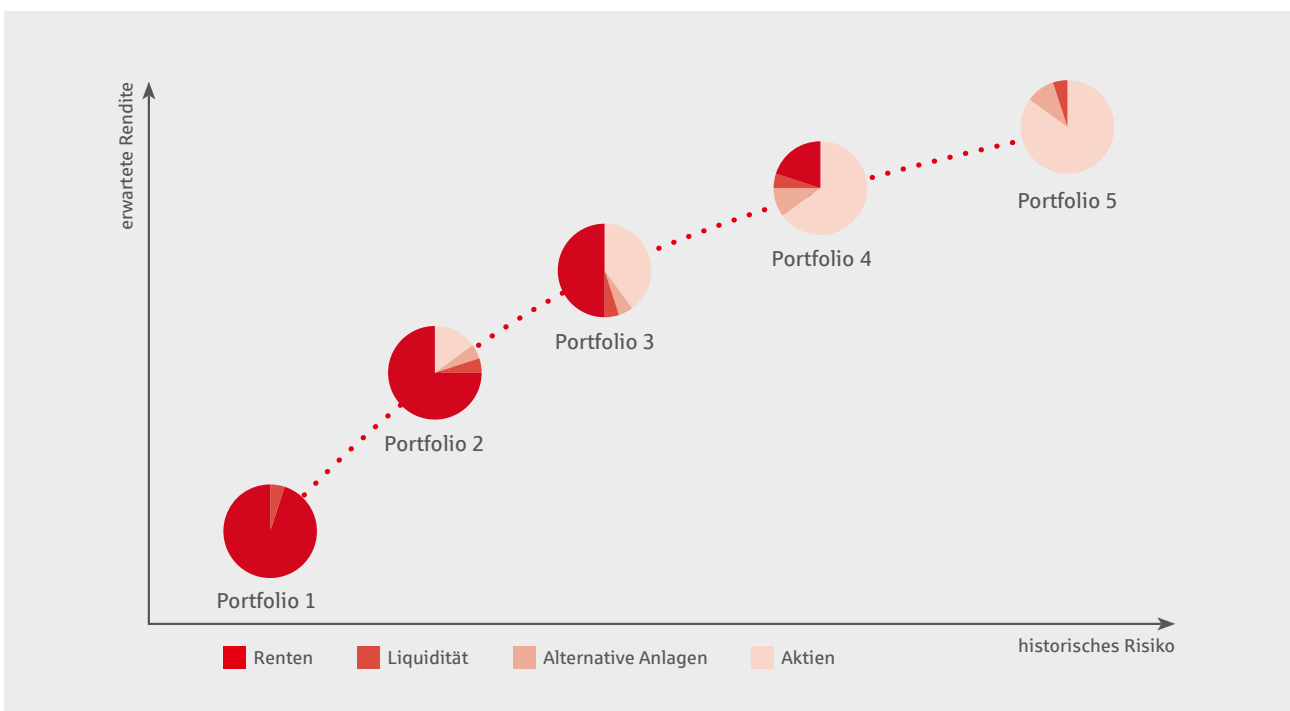 erwartete Rendite
Portfolio 5
Portfolio 4
Portfolio 3
Portfolio 2
Portfolio 1
historisches Risiko
Renten
Liquidität
Alternative Anlagen
Aktien